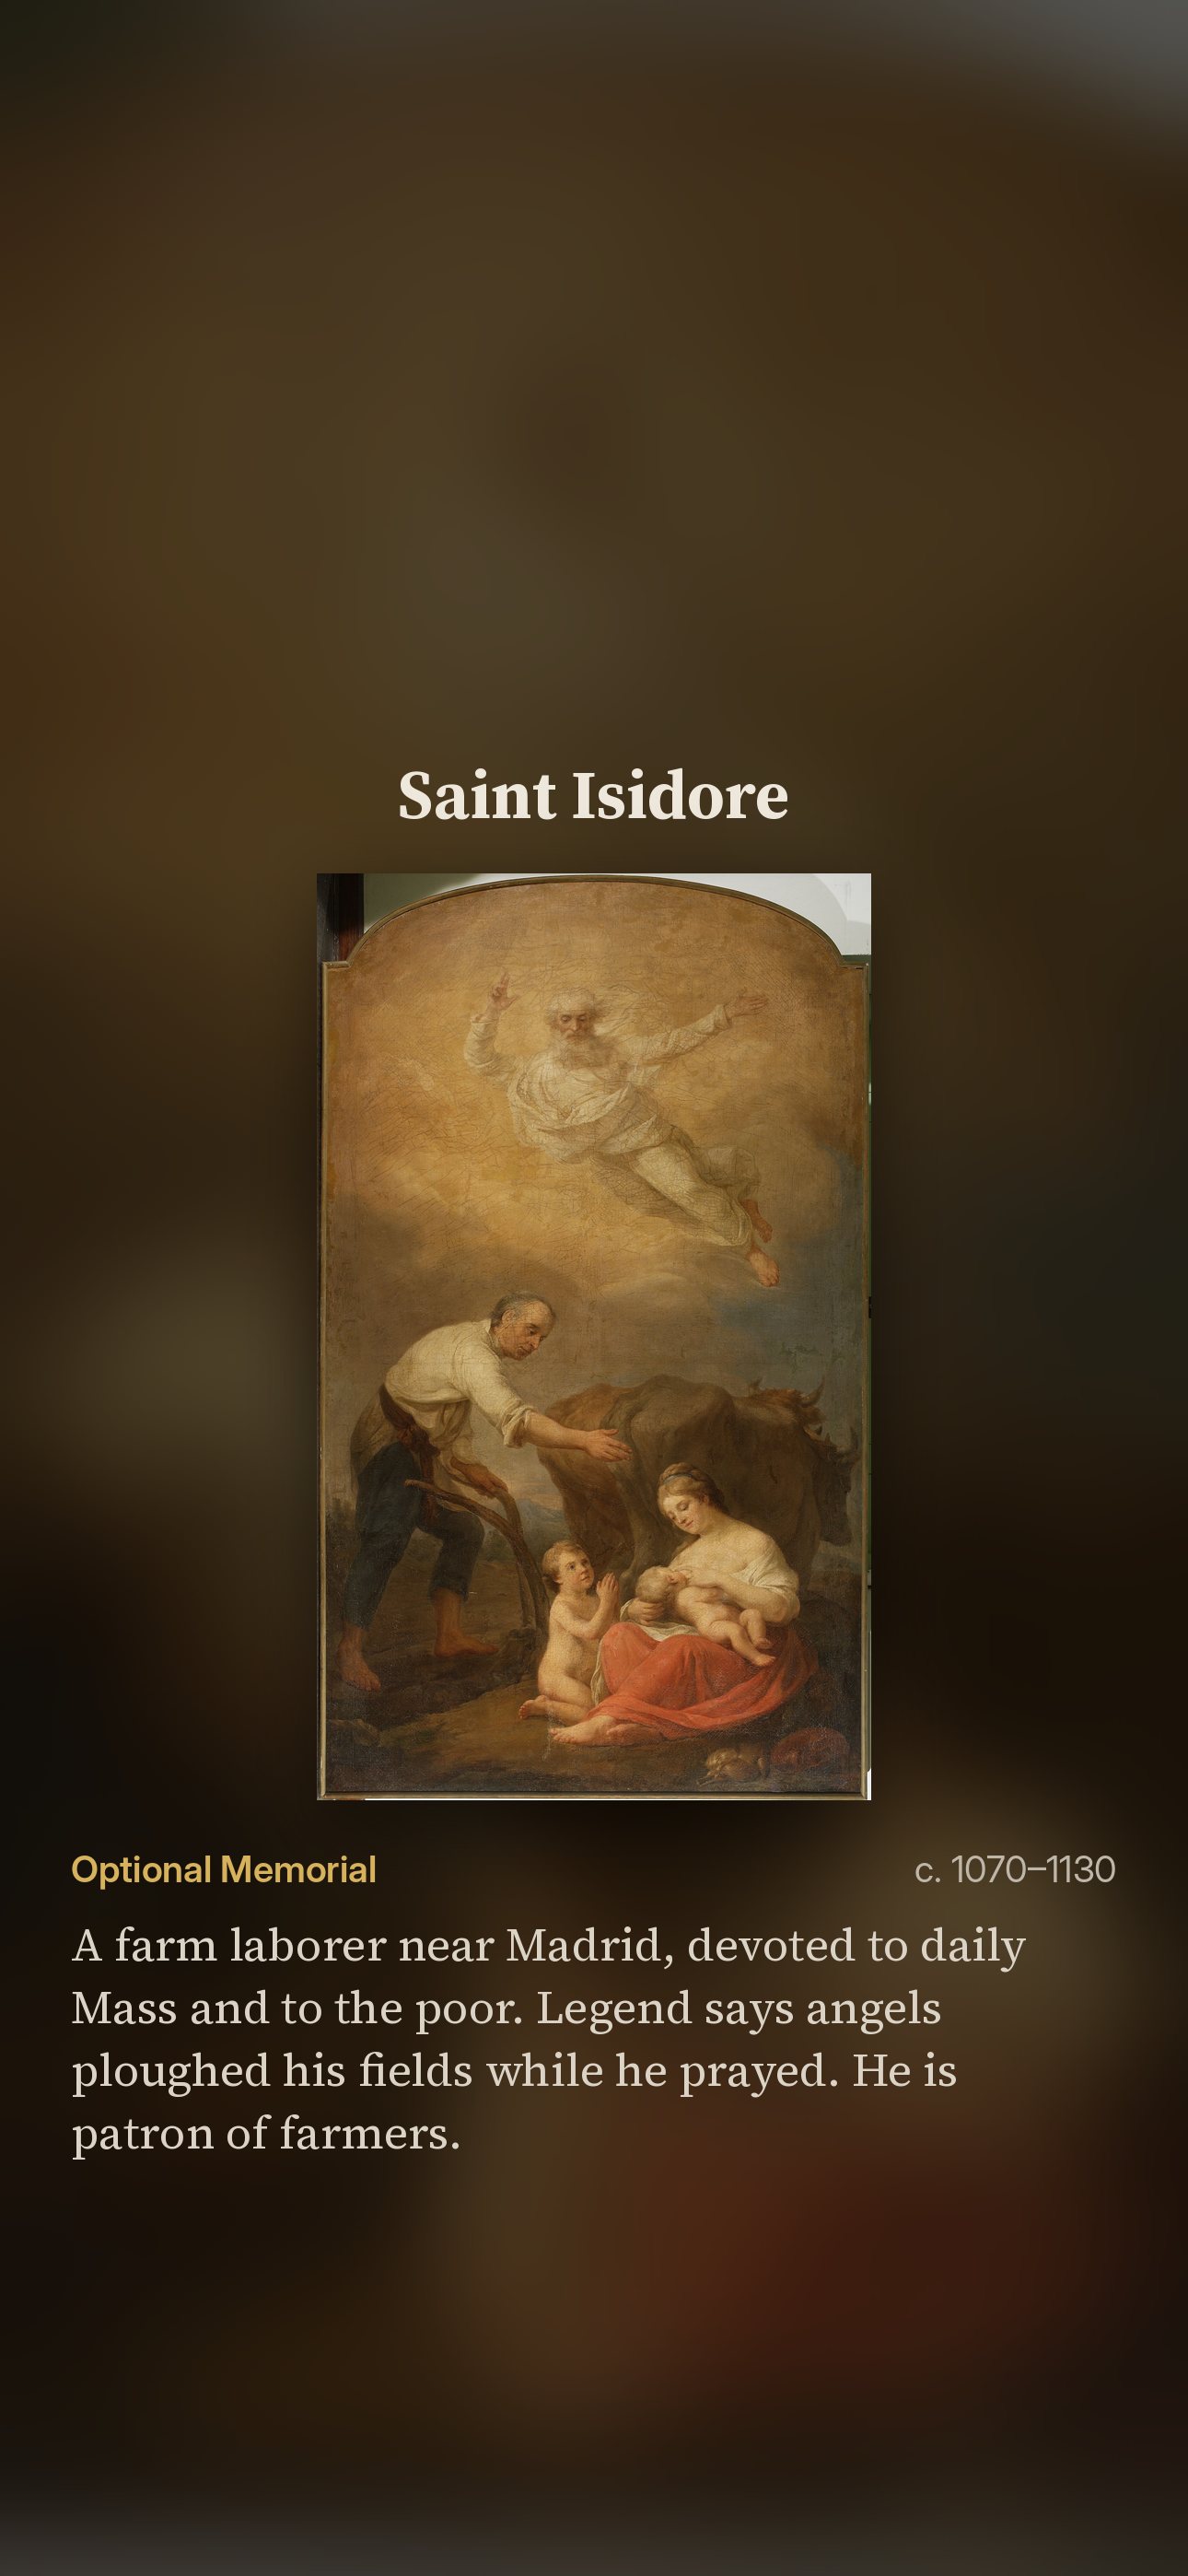 Saint Isidore
Optional Memorial
c. 1070–1130
A farm laborer near Madrid, devoted to daily
Mass and to the poor. Legend says angels
ploughed his fields while he prayed. He is
patron of farmers.